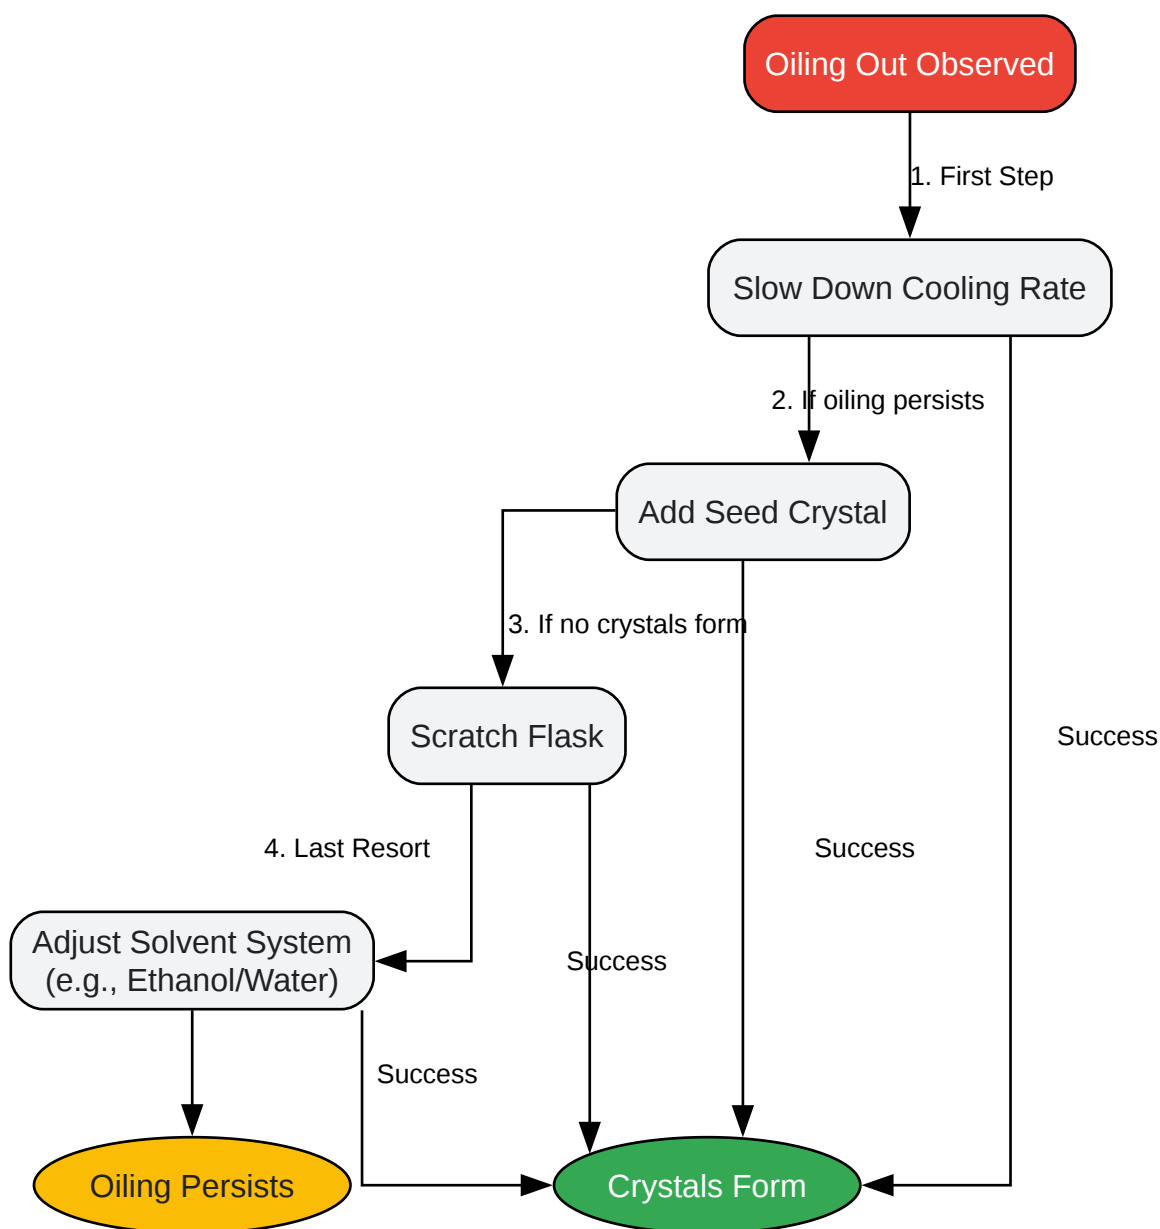 Oiling Out Observed
1. First Step
Slow Down Cooling Rate
2. If oiling persists
Add Seed Crystal
3. If no crystals form
Scratch Flask
Success
4. Last Resort
Success
Adjust Solvent System
(e.g., Ethanol/Water)
Success
Success
Oiling Persists
Crystals Form